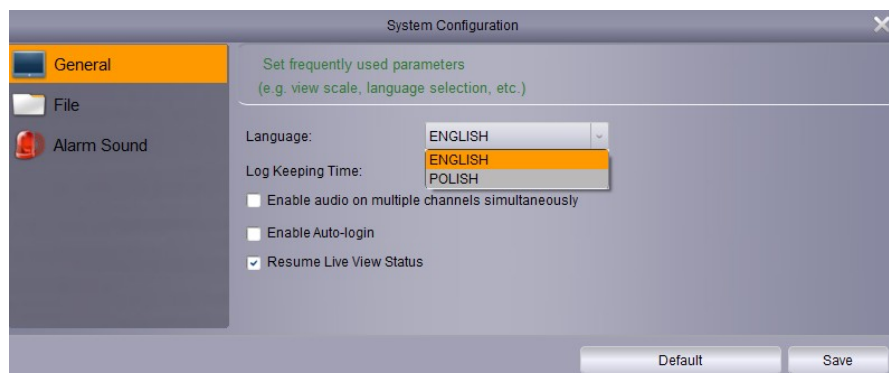 System Configuration
General
File
Alarm Sound
Set frequently used parameters
(e.g. view scale, language selection, etc.)
Language:
ENGLISH
ENGLISH
POLISH
Log Keeping Time:
Enable audio on multiple channels simultaneously
Enable Auto-login
Resume Live View Status
Default
Save